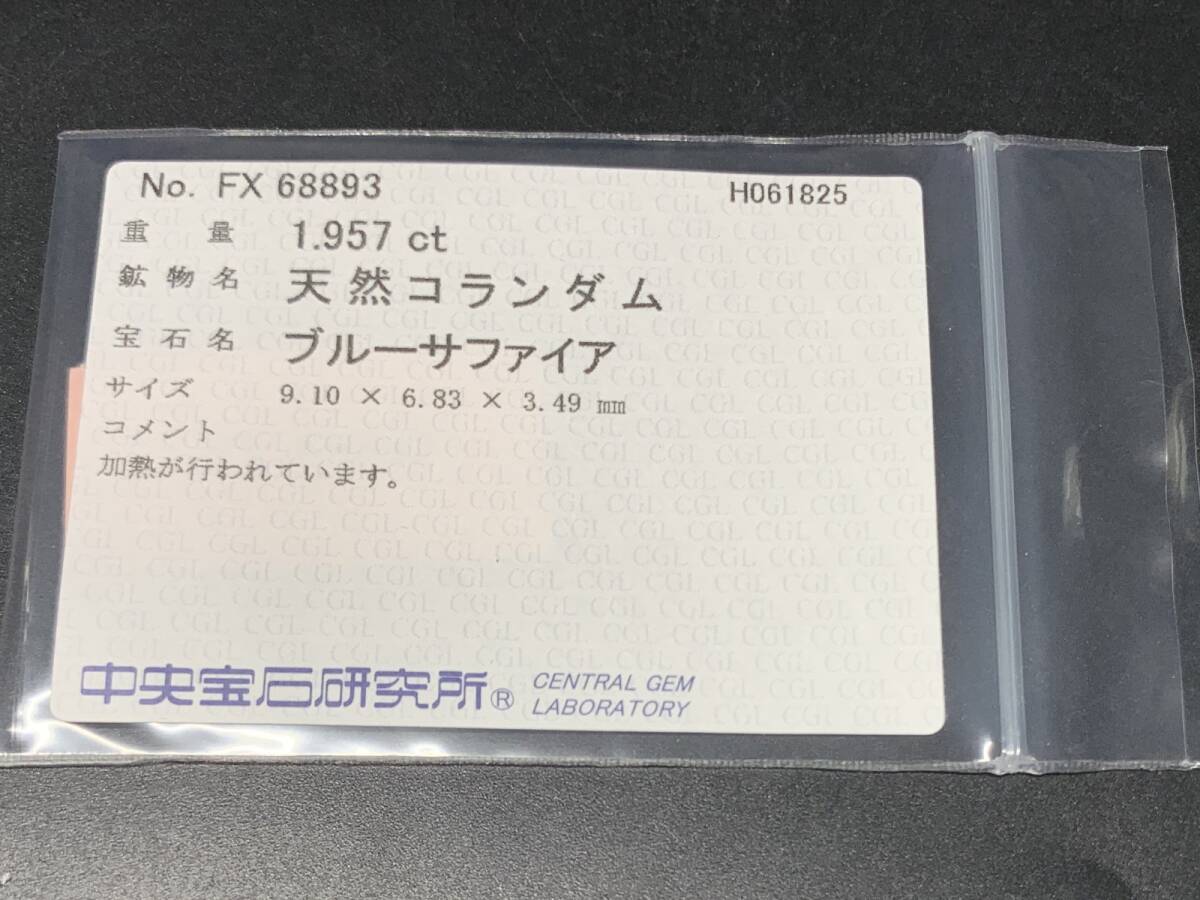 No. FX 68893 H061825
重量 1.957 ct
鉱物名 天然コランダム
宝石名 ブルーサファイア
サイズ 9.10 × 6.83 × 3.49 ㎜
コメント
加熱が行われています。
中央宝石研究所® CENTRAL GEM
LABORATORY